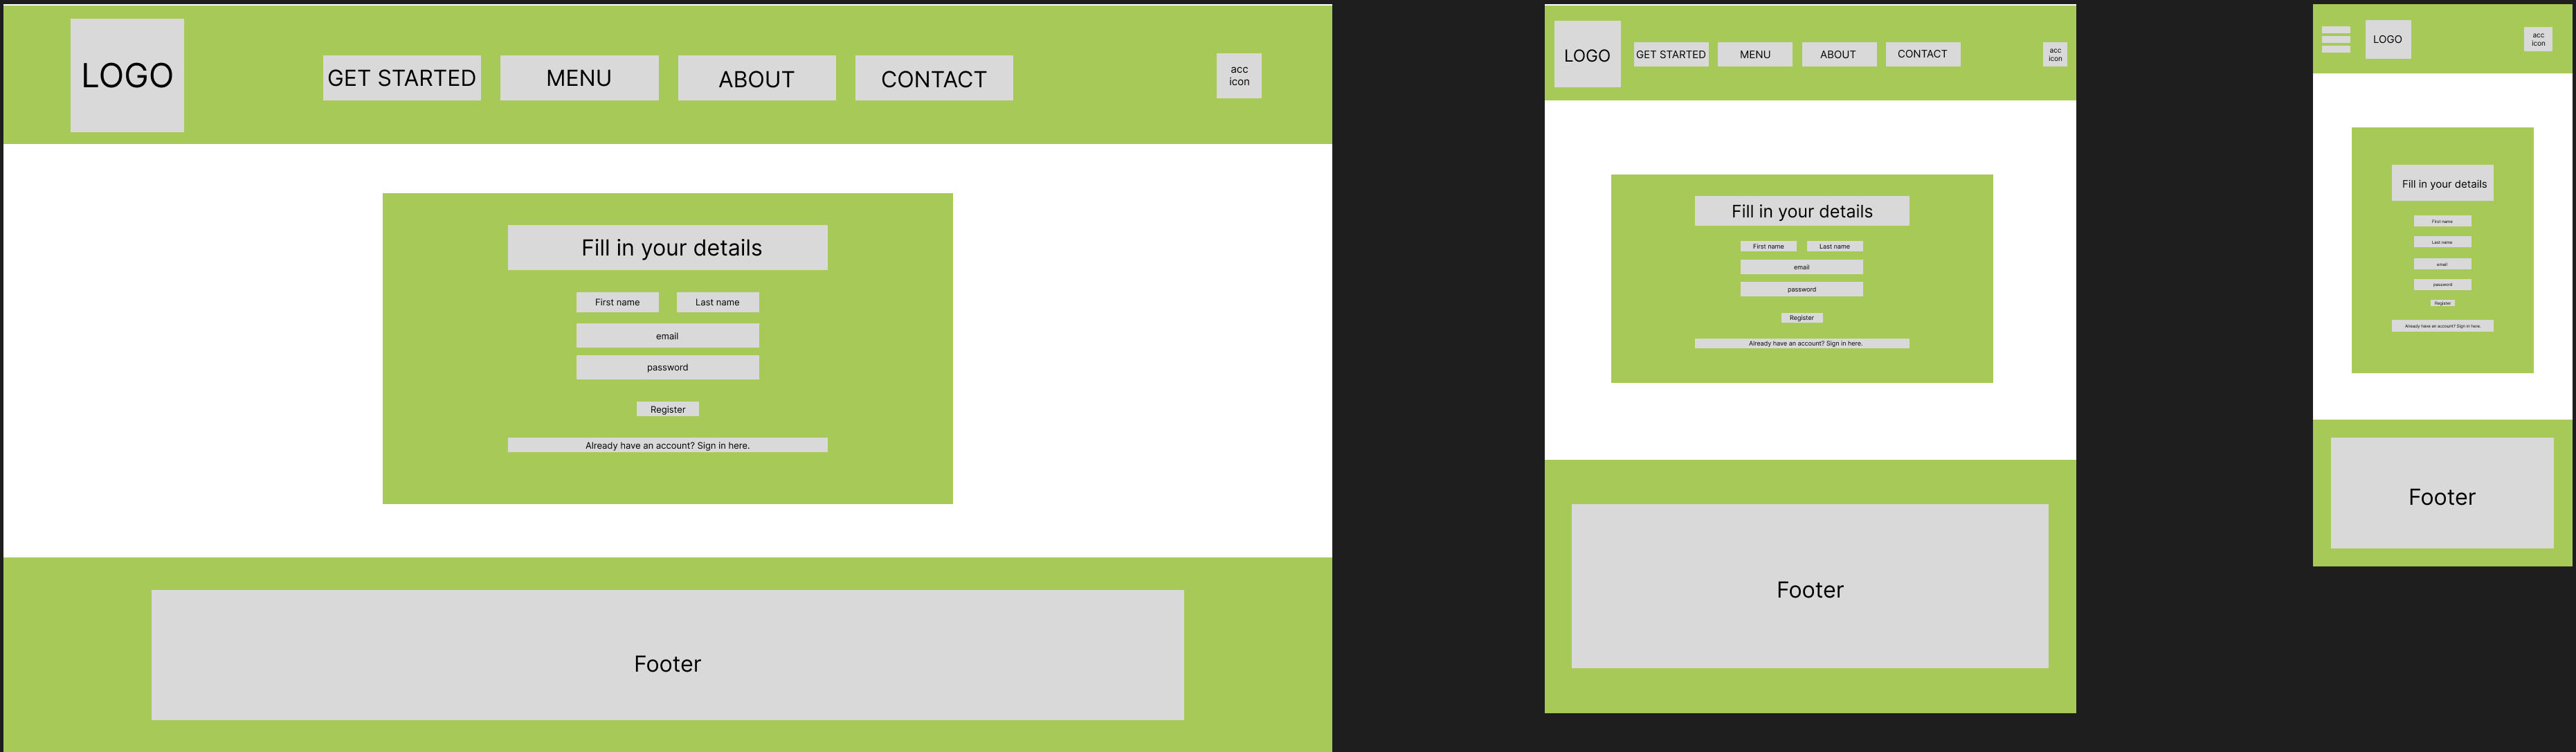 LOGO
GET STARTED
MENU
ABOUT
CONTACT
acc
icon
Fill in your details
First name
Last name
email
password
Register
Already have an account? Sign in here.
Footer
LOGO
GET STARTED
MENU
ABOUT
CONTACT
acc
icon
Fill in your details
First name
Last name
email
password
Register
Already have an account? Sign in here.
Footer
LOGO
acc
icon
Fill in your details
First name
Last name
email
password
Register
Already have an account? Sign in here.
Footer